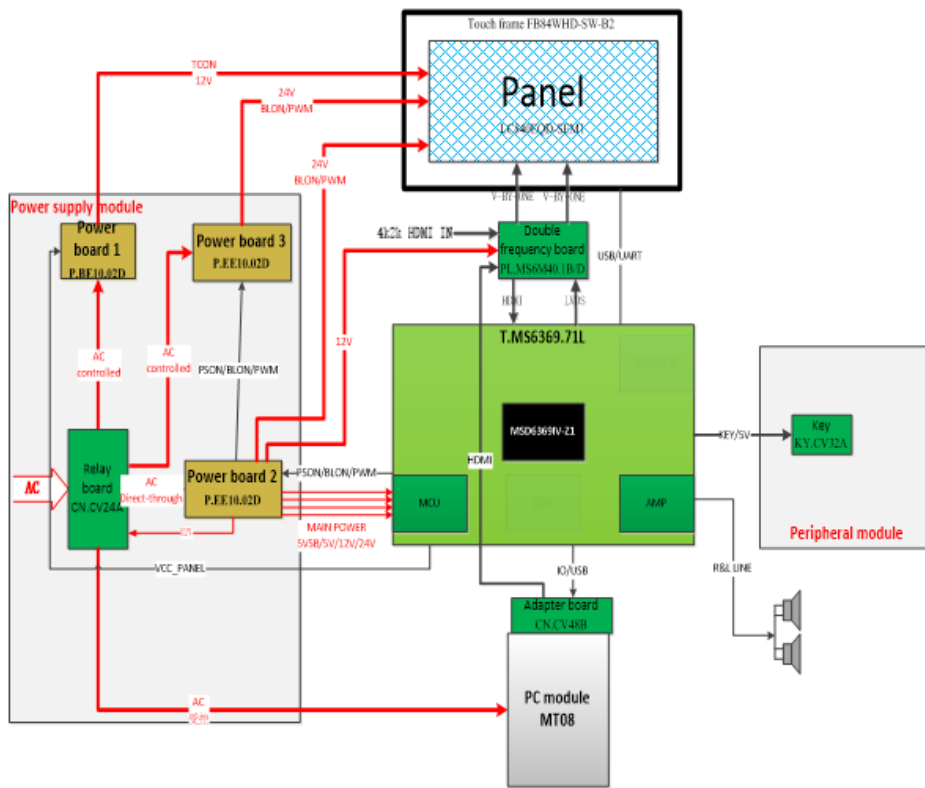 Touch frame FB84WHD-SW-B2
TCON
12V
Panel
24V
BLON/PWM
24V
BLON/PWM
V-BY-ONE
V-BY-ONE
Power supply module
Power
board 1
P.BE10.02D
Power board 3
P.EE10.02D
4k2k HDMI IN
Double
frequency board
PL.MS6M40.1B/D
USB/UART
HDMI
LVDS
T.MS6369.71L
12V
AC
controlled
AC
controlled
PSON/BLON/PWM
MSD6369IV-Z1
Key
KY.CV32A
KEY/5V
HDMI
Relay
board
CN.CV24A
AC
AC
Direct-through
Power board 2
P.EE10.02D
PSON/BLON/PWM
MCU
AMP
MAIN POWER
5VSB/5V/12V/24V
Peripheral module
VCC_PANEL
IO/USB
R&L LINE
Adapter board
CN.CV48B
PC module
MT08
AC